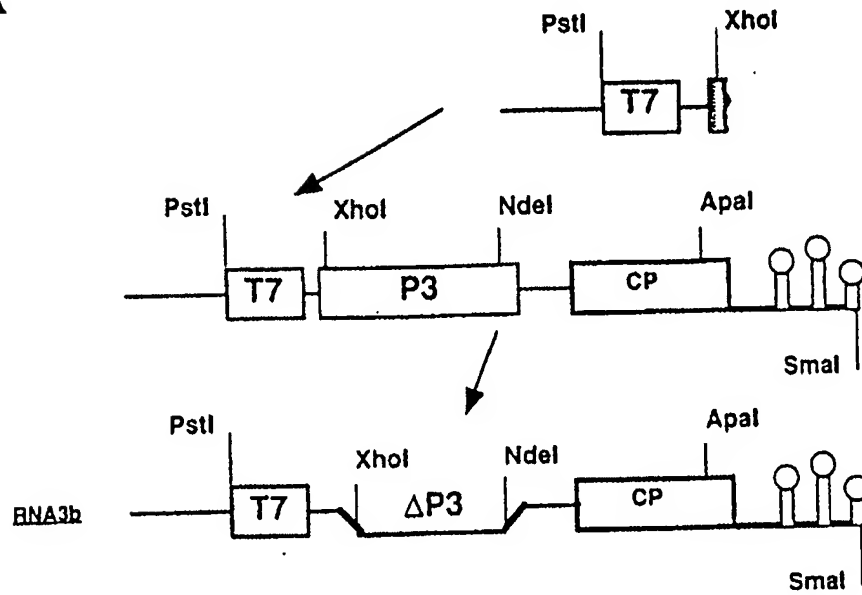 PstI XhoI
T7
PstI XhoI NdeI ApaI
T7 P3 CP
SmaI
PstI XhoI NdeI ApaI
RNA3b T7 ΔP3 CP
SmaI